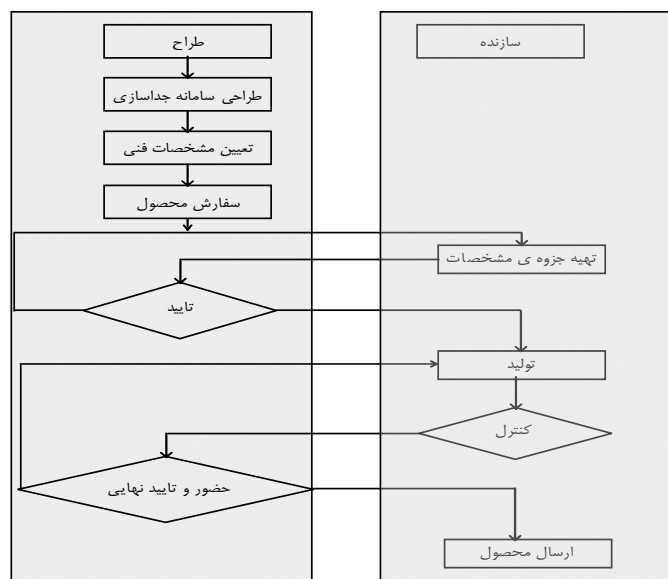 طراح
سازنده
طراحی سامانه جداسازی
تعیین مشخصات فنی
سفارش محصول
تهیه جزوه ی مشخصات
تایید
تولید
کنترل
حضور و تایید نهایی
ارسال محصول